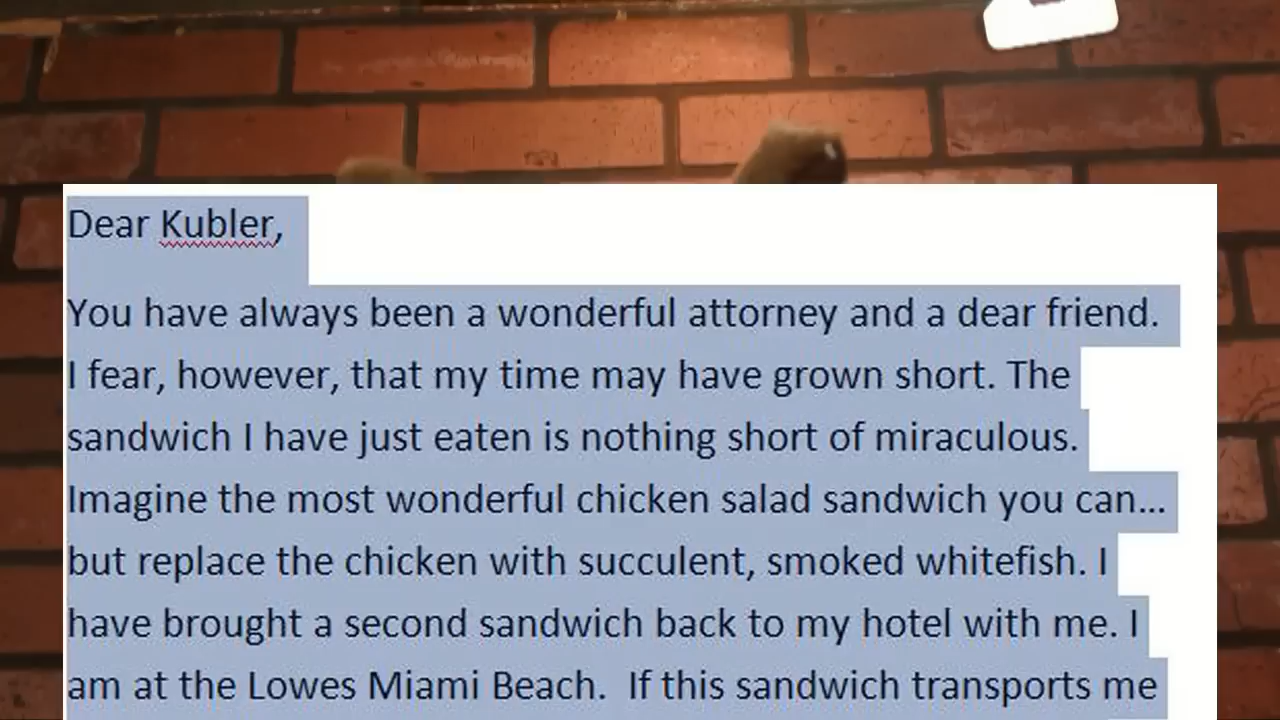 Dear Kubler,
You have always been a wonderful attorney and a dear friend.
I fear, however, that my time may have grown short. The
sandwich I have just eaten is nothing short of miraculous.
Imagine the most wonderful chicken salad sandwich you can...
but replace the chicken with succulent, smoked whitefish. I
have brought a second sandwich back to my hotel with me. I
am at the Lowes Miami Beach.  If this sandwich transports me